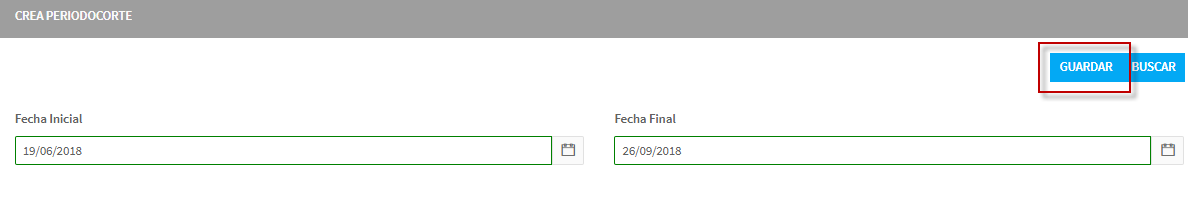 CREA PERIODOCORTE
GUARDAR BUSCAR
Fecha Inicial Fecha Final
19/06/2018 26/09/2018